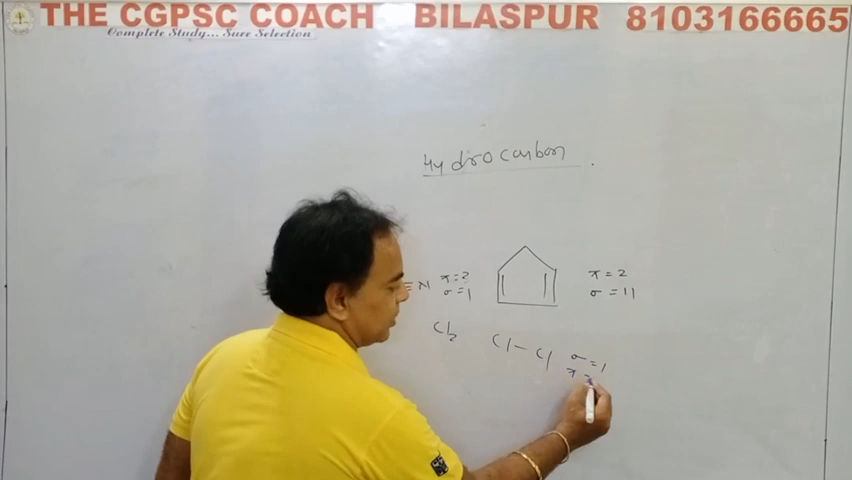 THE CGPSC COACH BILASPUR 8103166665
Complete Study... Sure Selection
Hydrocarbon .
≡ N π = 2 π = 2
σ = 1 σ = 11
Cl₂ Cl – Cl σ = 1
π =